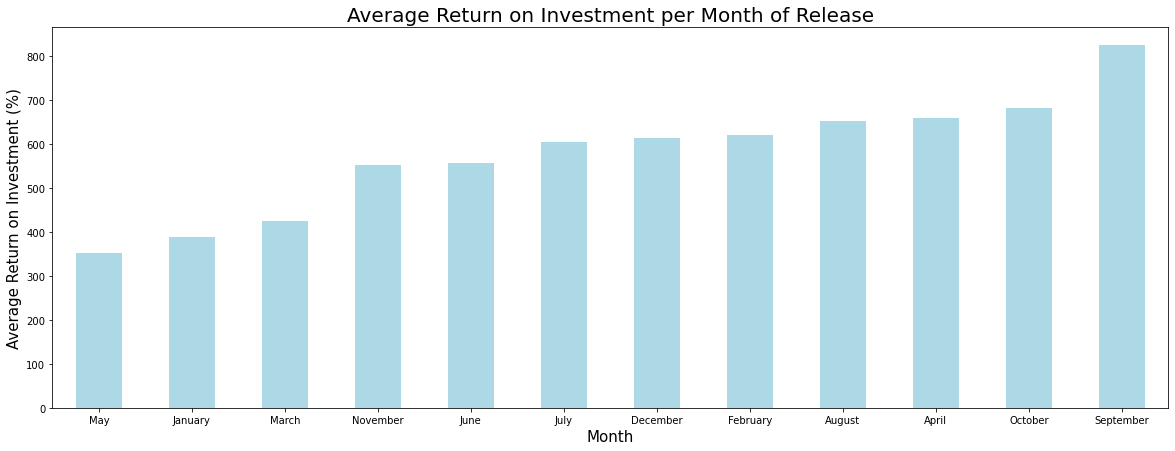 Average Return on Investment per Month of Release
Average Return on Investment (%)
800
700
600
500
400
300
200
100
0
May January March November June July December February August April October September
Month